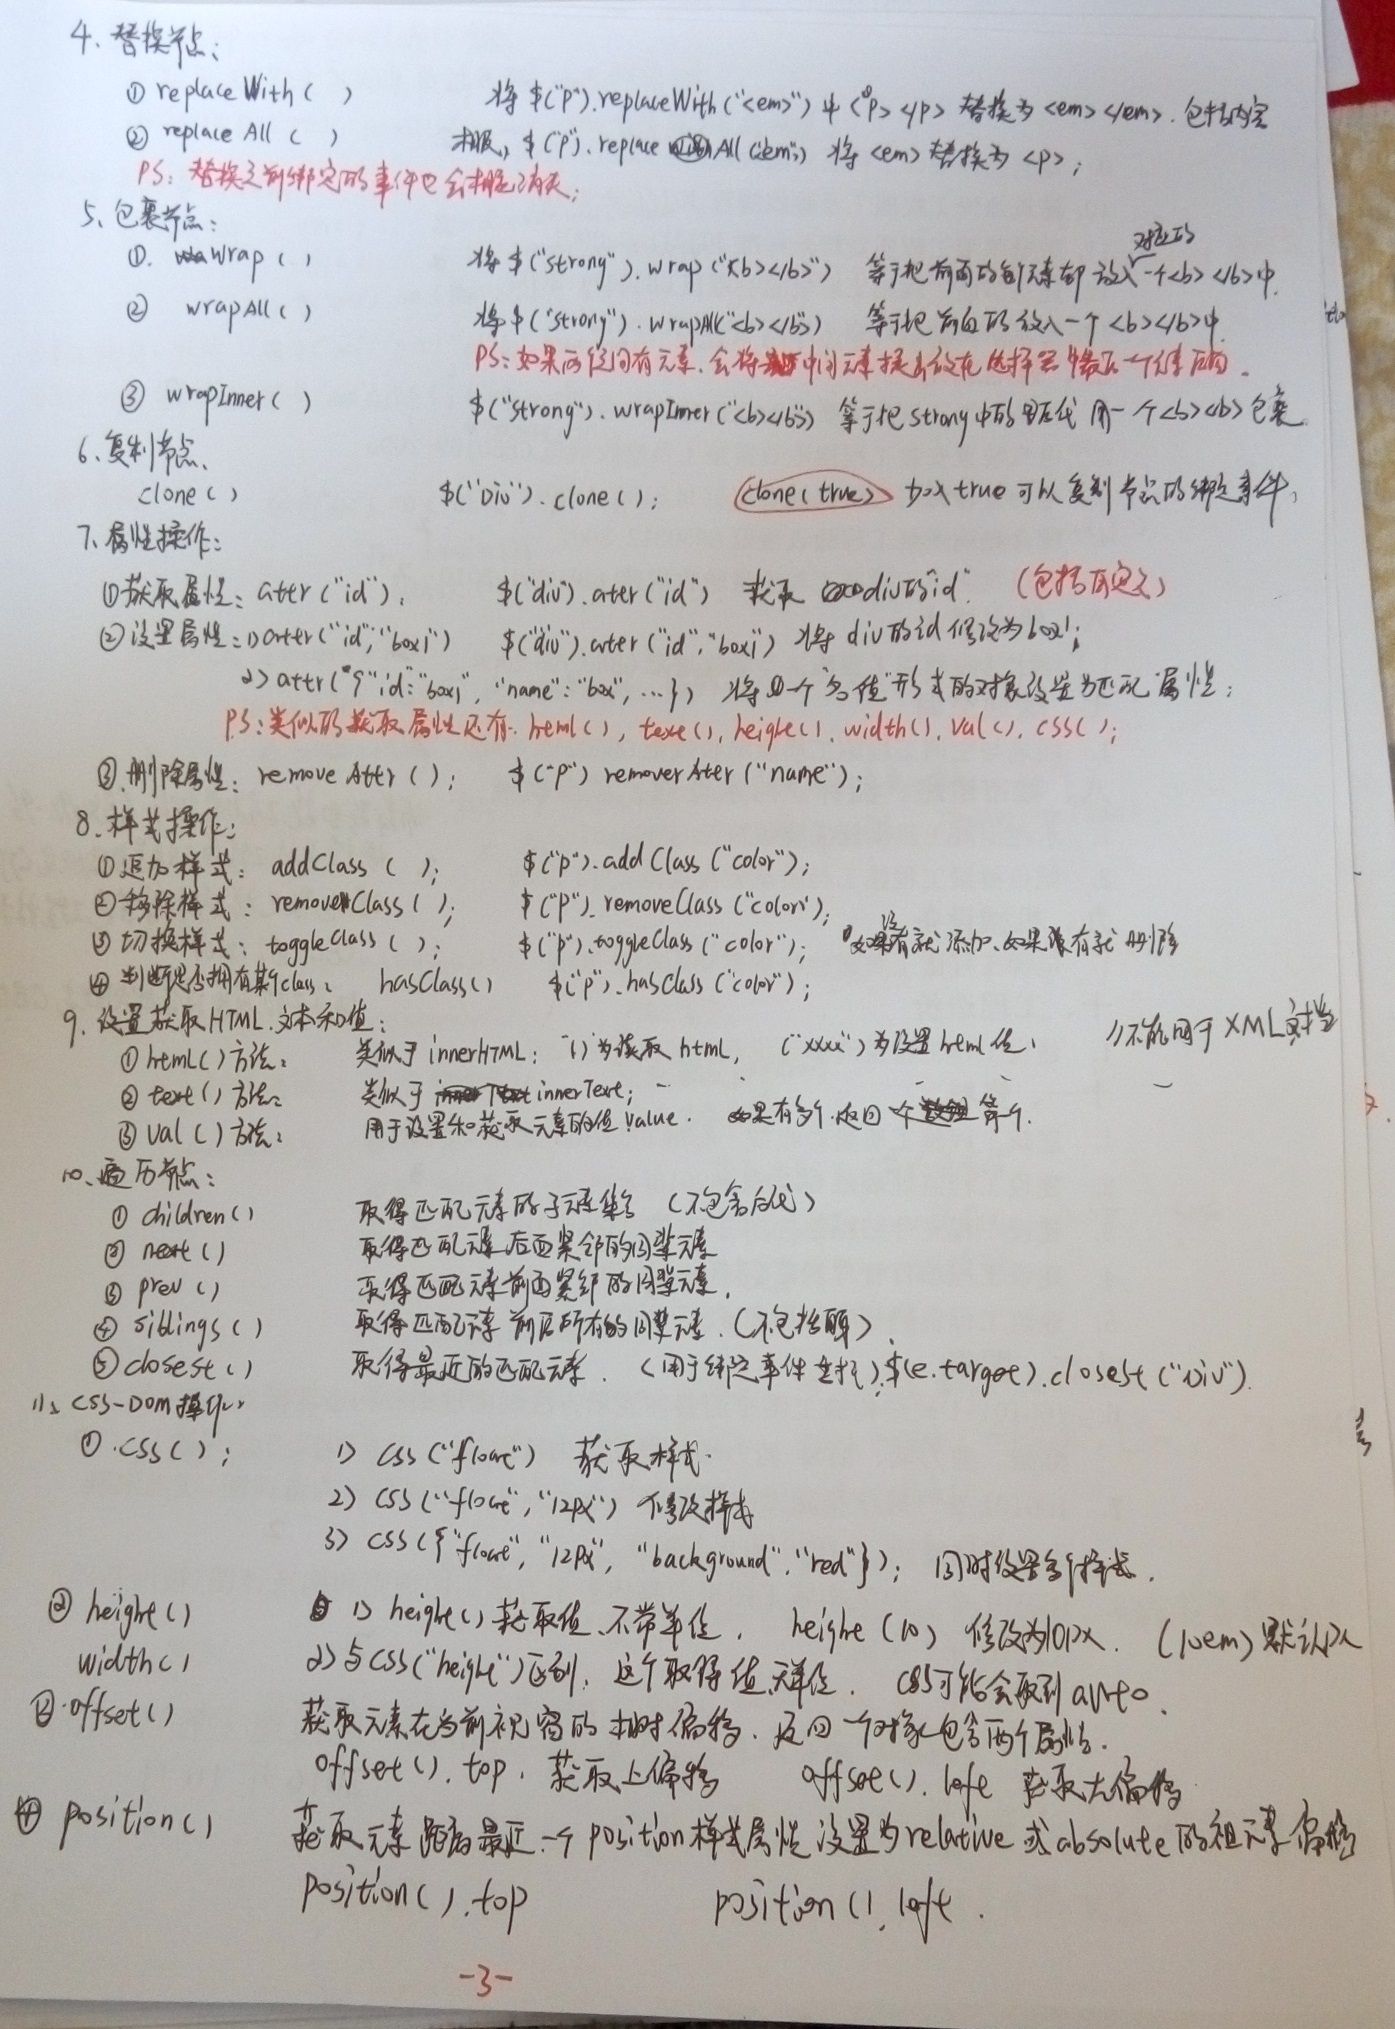 4、替换节点:
① replaceWith( ) 将 $("p").replaceWith("<em>") 中 <p></p> 替换为 <em></em>. 包括内容
② replaceAll( ) 相反, $("p").replaceAll("em") 将 <em> 替换为 <p>;
PS: 替换之前绑定的事件也会相应消失;
5、包裹节点:
①. wrap( ) 将 $("strong").wrap("<b></b>") 等于把前面的每个元素都放入对应的一个<b></b>中.
② wrapAll( ) 将 $("strong").wrapAll("<b></b>") 等于把前面的放入一个<b></b>中
PS: 如果两个之间有元素. 会将中间元素提出放在选择器中最后一个元素后面.
③ wrapInner( ) $("strong").wrapInner("<b></b>") 等于把strong中的后代 用一个<b><b>包裹
6、复制节点、
clone( ) $("Div").clone( ); clone(true) 加入true可以复制节点的绑定事件;
7、属性操作:
①获取属性: attr("id"); $("div").attr("id") 获取 div的"id". (包括自定义)
②设置属性: 1) attr("id","box1") $("div").attr("id","box1") 将div的id修改为box1;
2) attr({"id":"box1","name":"box",…}) 将一个"名值"形式的对象设置为匹配属性;
PS: 类似的获取属性还有. html( ), text( ), height( ), width( ), val( ), css( );
③.删除属性: removeAttr( ); $("p") removerAtter("name");
8、样式操作:
①追加样式: addClass ( ); $("p").addClass("color");
②移除样式: removeClass( ); $("p").removeClass("color");
③切换样式: toggleClass( ); $("p").toggleClass("color"); 如果没有就添加、如果有就删除
④判断是否拥有某个class: hasClass( ) $("p").hasClass("color");
9. 设置获取HTML.文本和值:
① html( )方法: 类似于innerHTML; "( )"为读取html, ("xxxx")为设置html值; //不能用于XML文档
② text( )方法: 类似于 innerText;
③ val( )方法: 用于设置和获取元素的值value. 如果有多个.返回 第一个.
10、遍历节点:
① children( ) 取得匹配元素的子元素集合 (不包含后代)
② next( ) 取得匹配元素后面紧邻的同辈元素
③ prev( ) 取得匹配元素前面紧邻的同辈元素.
④ siblings( ) 取得匹配元素前后所有的同辈元素. (不包括
⑤ closest( ) 取得最近的匹配元素. (用于绑定事件 ) $(e.target).closest("Div").
11、CSS-DOM操作:
①.css( ); 1) css("float") 获取样式.
2) css("float","12px") 修改样式
3) css({"float","12px","background","red"}); 同时设置多个样式.
② height( ) 1) height( )获取值、不带单位. height(10) 修改为10px. (10em)默认px
width( ) 2) 与css("height")区别; 这个取得值无单位. css可能会取到auto.
③.offset( ) 获取元素在当前视窗的相对偏移. 返回一个对象包含两个属性.
offset( ).top. 获取上偏移 offset( ).left 获取左偏移
④ position( ) 获取元素距离最近一个position样式属性设置为relative或absolute的祖元素偏移
position( ).top position( ).left.
-3-